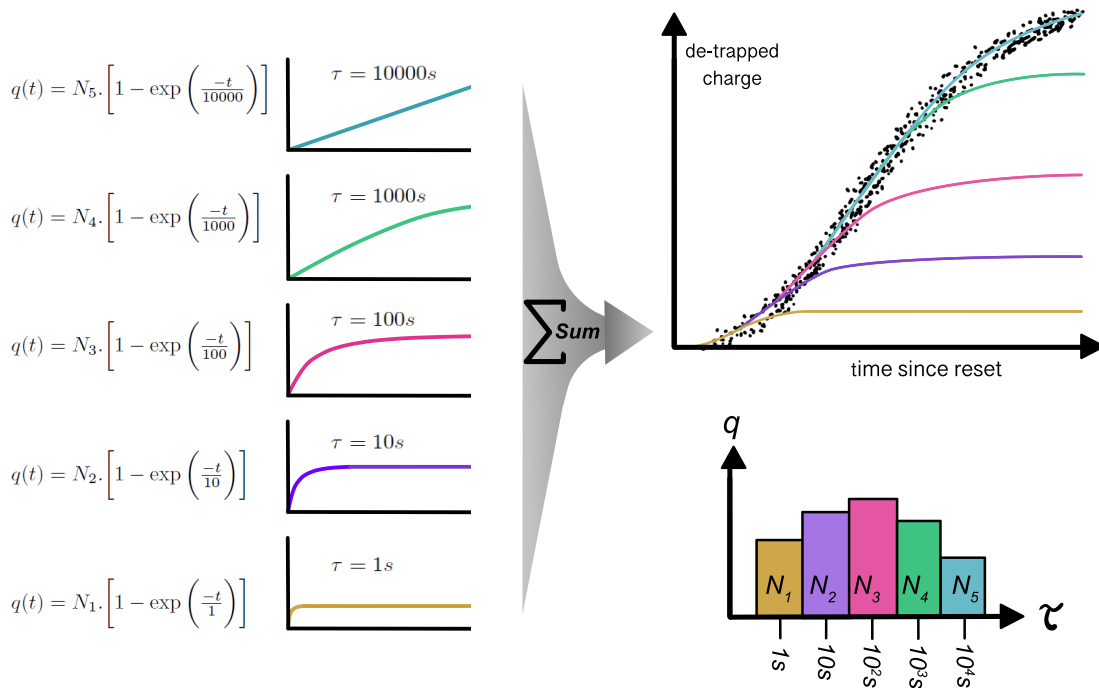 q(t) = N₅.[1 − exp(−t/10000)]
τ = 10000s
q(t) = N₄.[1 − exp(−t/1000)]
τ = 1000s
q(t) = N₃.[1 − exp(−t/100)]
τ = 100s
q(t) = N₂.[1 − exp(−t/10)]
τ = 10s
q(t) = N₁.[1 − exp(−t/1)]
τ = 1s
∑ Sum
de-trapped
charge
time since reset
q
N₁ N₂ N₃ N₄ N₅
τ
1s 10s 10²s 10³s 10⁴s